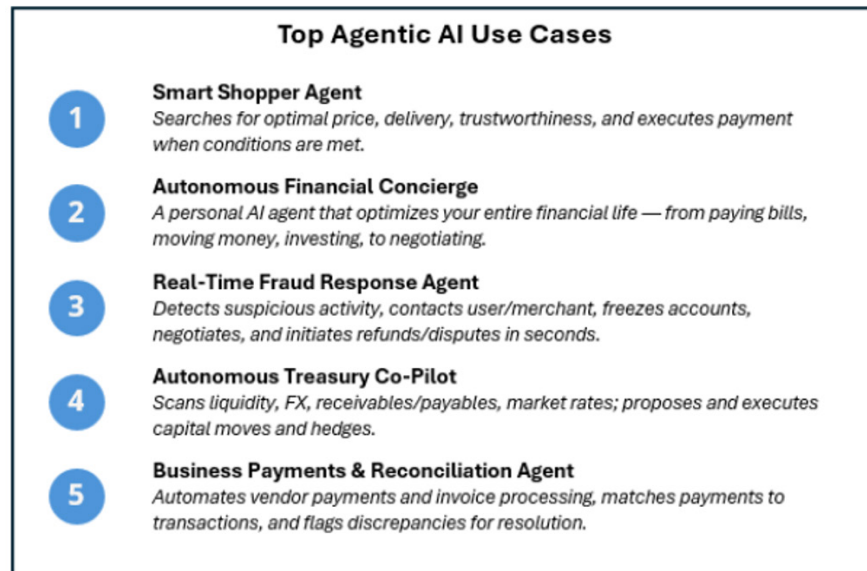 Top Agentic AI Use Cases
1
Smart Shopper Agent
Searches for optimal price, delivery, trustworthiness, and executes payment
when conditions are met.
2
Autonomous Financial Concierge
A personal AI agent that optimizes your entire financial life — from paying bills,
moving money, investing, to negotiating.
3
Real-Time Fraud Response Agent
Detects suspicious activity, contacts user/merchant, freezes accounts,
negotiates, and initiates refunds/disputes in seconds.
4
Autonomous Treasury Co-Pilot
Scans liquidity, FX, receivables/payables, market rates; proposes and executes
capital moves and hedges.
5
Business Payments & Reconciliation Agent
Automates vendor payments and invoice processing, matches payments to
transactions, and flags discrepancies for resolution.